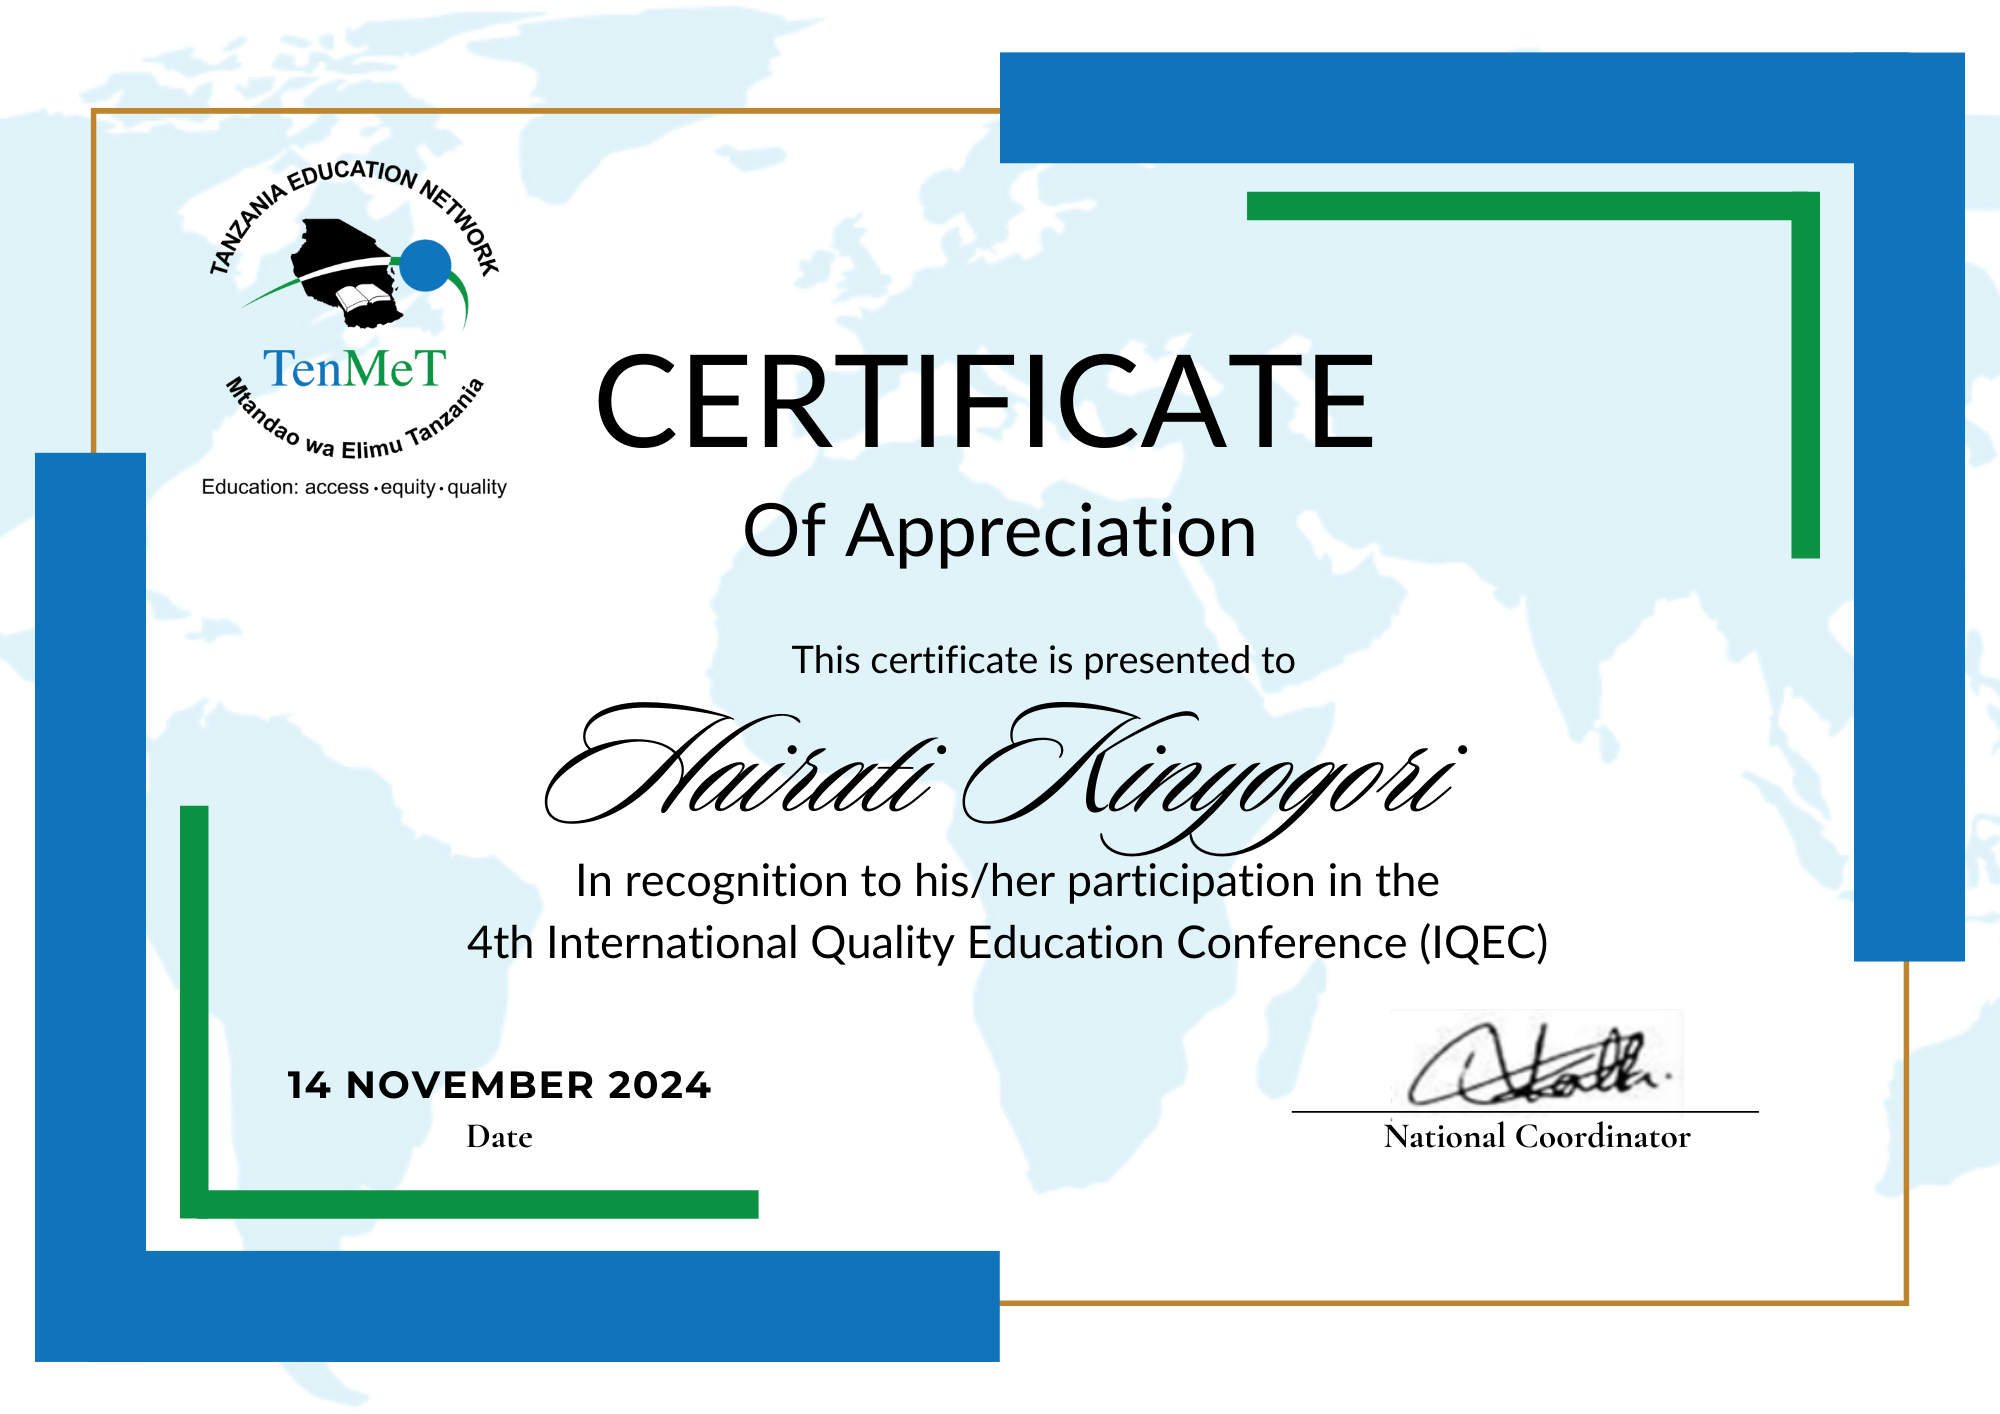 TANZANIA EDUCATION NETWORK
TenMeT
Mtandao wa Elimu Tanzania
Education: access • equity • quality
CERTIFICATE
Of Appreciation
This certificate is presented to
Hairati Kinyogori
In recognition to his/her participation in the
4th International Quality Education Conference (IQEC)
14 NOVEMBER 2024
Date
National Coordinator